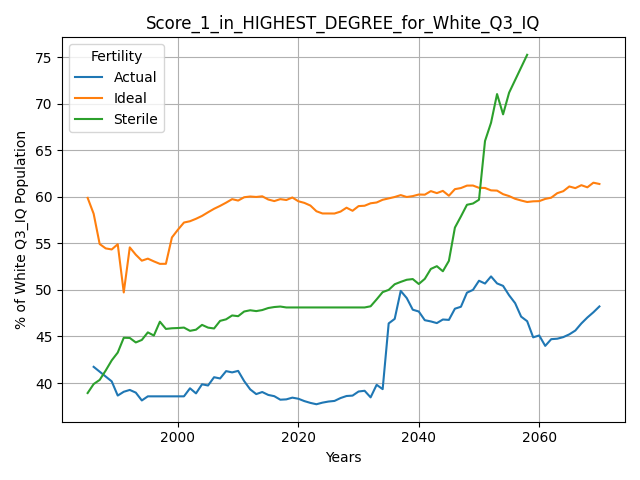 Score_1_in_HIGHEST_DEGREE_for_White_Q3_IQ
Fertility
Actual
Ideal
Sterile
% of White Q3_IQ Population
75
70
65
60
55
50
45
40
2000
2020
2040
2060
Years